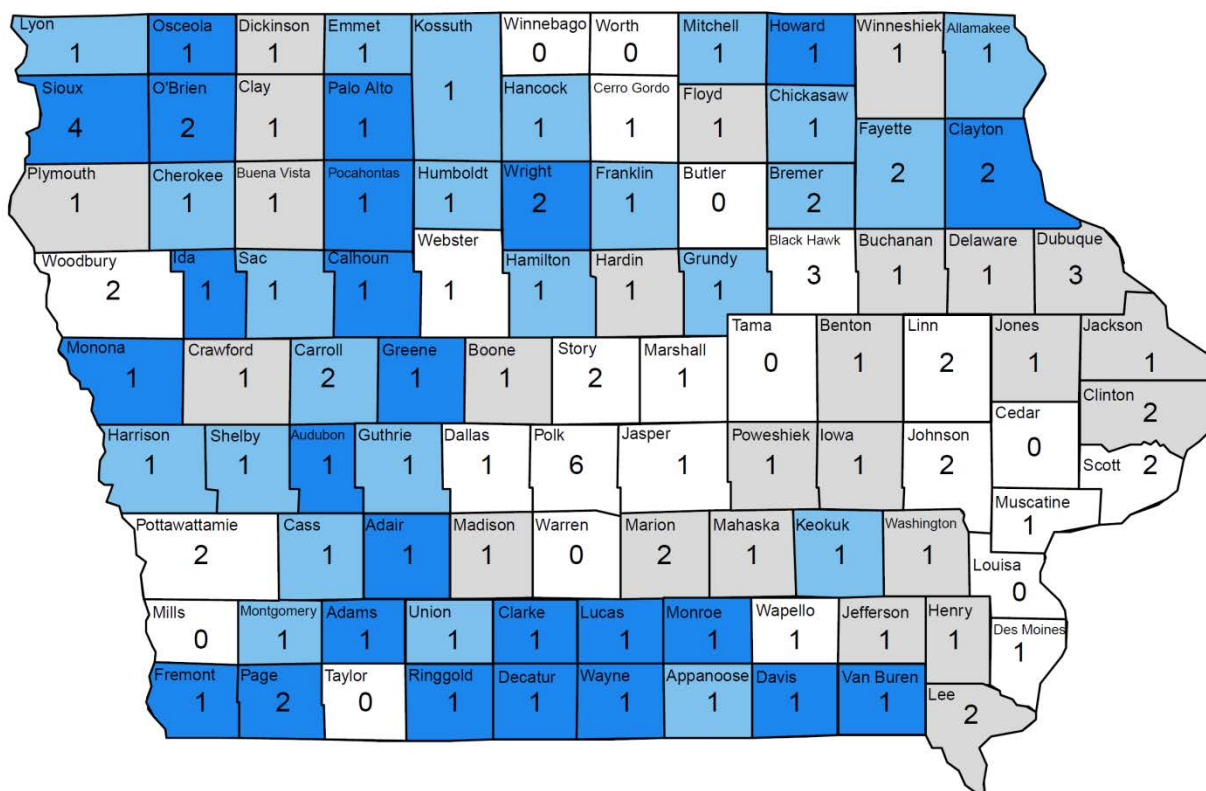 Lyon
1
Osceola
1
Dickinson
1
Emmet
1
Kossuth
1
Winnebago
0
Worth
0
Mitchell
1
Howard
1
Winneshiek
1
Allamakee
1
Sioux
4
O'Brien
2
Clay
1
Palo Alto
1
Hancock
1
Cerro Gordo
1
Floyd
1
Chickasaw
1
Fayette
2
Clayton
2
Plymouth
1
Cherokee
1
Buena Vista
1
Pocahontas
1
Humboldt
1
Wright
2
Franklin
1
Butler
0
Bremer
2
Woodbury
2
Ida
1
Sac
1
Calhoun
1
Webster
1
Hamilton
1
Hardin
1
Grundy
1
Black Hawk
3
Buchanan
1
Delaware
1
Dubuque
3
Monona
1
Crawford
1
Carroll
2
Greene
1
Boone
1
Story
2
Marshall
1
Tama
0
Benton
1
Linn
2
Jones
1
Jackson
1
Clinton
2
Harrison
1
Shelby
1
Audubon
1
Guthrie
1
Dallas
1
Polk
6
Jasper
1
Poweshiek
1
Iowa
1
Johnson
2
Cedar
0
Scott 2
Muscatine
1
Pottawattamie
2
Cass
1
Adair
1
Madison
1
Warren
0
Marion
2
Mahaska
1
Keokuk
1
Washington
1
Louisa
0
Mills
0
Montgomery
1
Adams
1
Union
1
Clarke
1
Lucas
1
Monroe
1
Wapello
1
Jefferson
1
Henry
1
Des Moines
1
Fremont
1
Page
2
Taylor
0
Ringgold
1
Decatur
1
Wayne
1
Appanoose
1
Davis
1
Van Buren
1
Lee
2